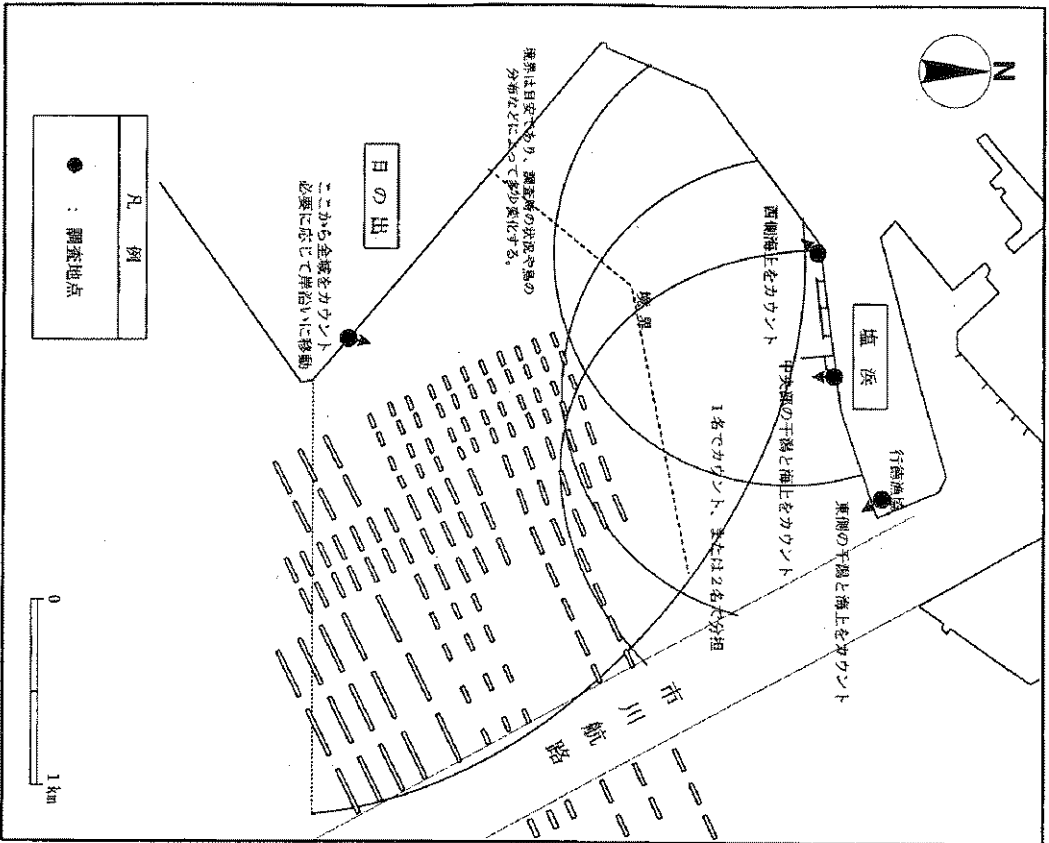 N
行徳漁協
塩浜
東側の干潟と海上をカウント
中央部の干潟と海上をカウント
西側海上をカウント
1名でカウント、または2名で分担
境界
境界は目安であり、調査時の状況や鳥の
分布などによって多少変化する。
日の出
ここから全域をカウント
必要に応じて岸沿いに移動
市川航路
凡例
●：調査地点
0
1km